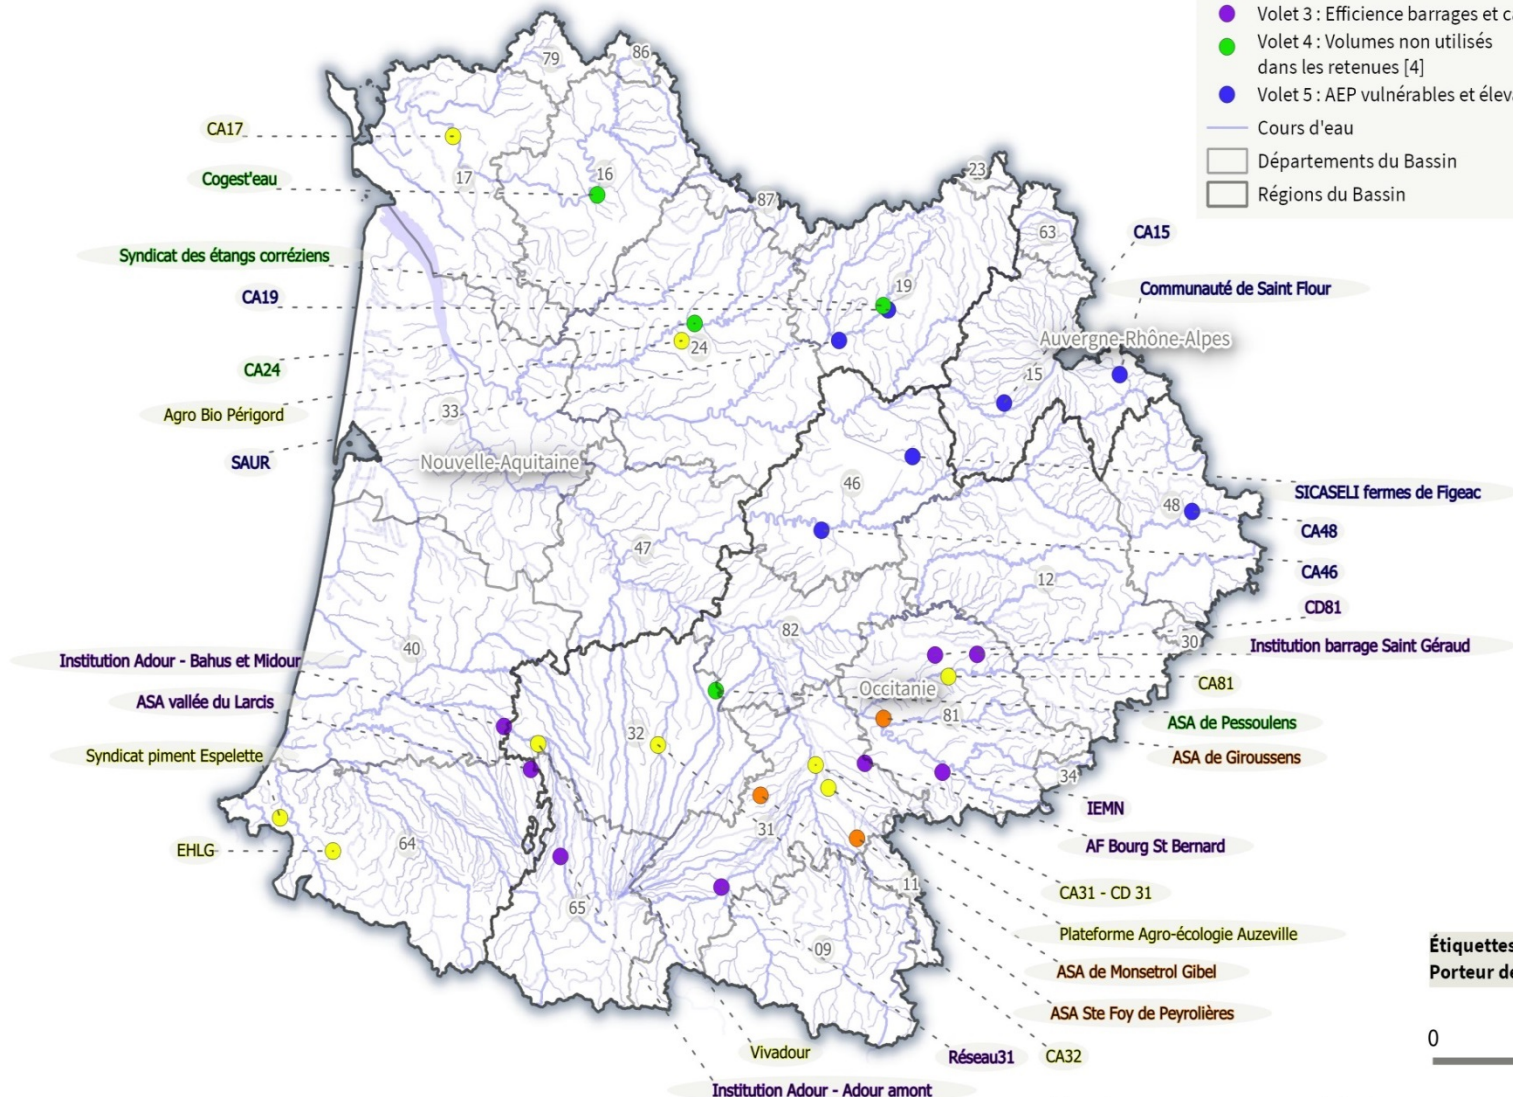 Volet 3 : Efficience barrages et
Volet 4 : Volumes non utilisés
dans les retenues [4]
Volet 5 : AEP vulnérables et
Cours d'eau
Départements du Bassin
Régions du Bassin
79
86
CA17
17
16
Cogest'eau
87
23
63
CA15
Syndicat des étangs corréziens
19
CA19
Communauté de Saint Flour
Auvergne-Rhône-Alpes
24
CA24
15
Agro Bio Périgord
33
SAUR
Nouvelle-Aquitaine
46
48
SICASELI fermes de Figeac
CA48
47
CA46
12
CD81
82
30
40
Institution barrage Saint Géraud
Institution Adour - Bahus et Midour
CA81
Occitanie
ASA vallée du Larcis
81
ASA de Pessoulens
32
Syndicat piment Espelette
ASA de Giroussens
34
IEMN
31
64
EHLG
AF Bourg St Bernard
11
CA31 - CD 31
65
Plateforme Agro-écologie Auzeville
09
Étiquettes
Porteur
ASA de Monsetrol Gibel
ASA Ste Foy de Peyrolières
0
Vivadour
Réseau31
CA32
Institution Adour - Adour amont